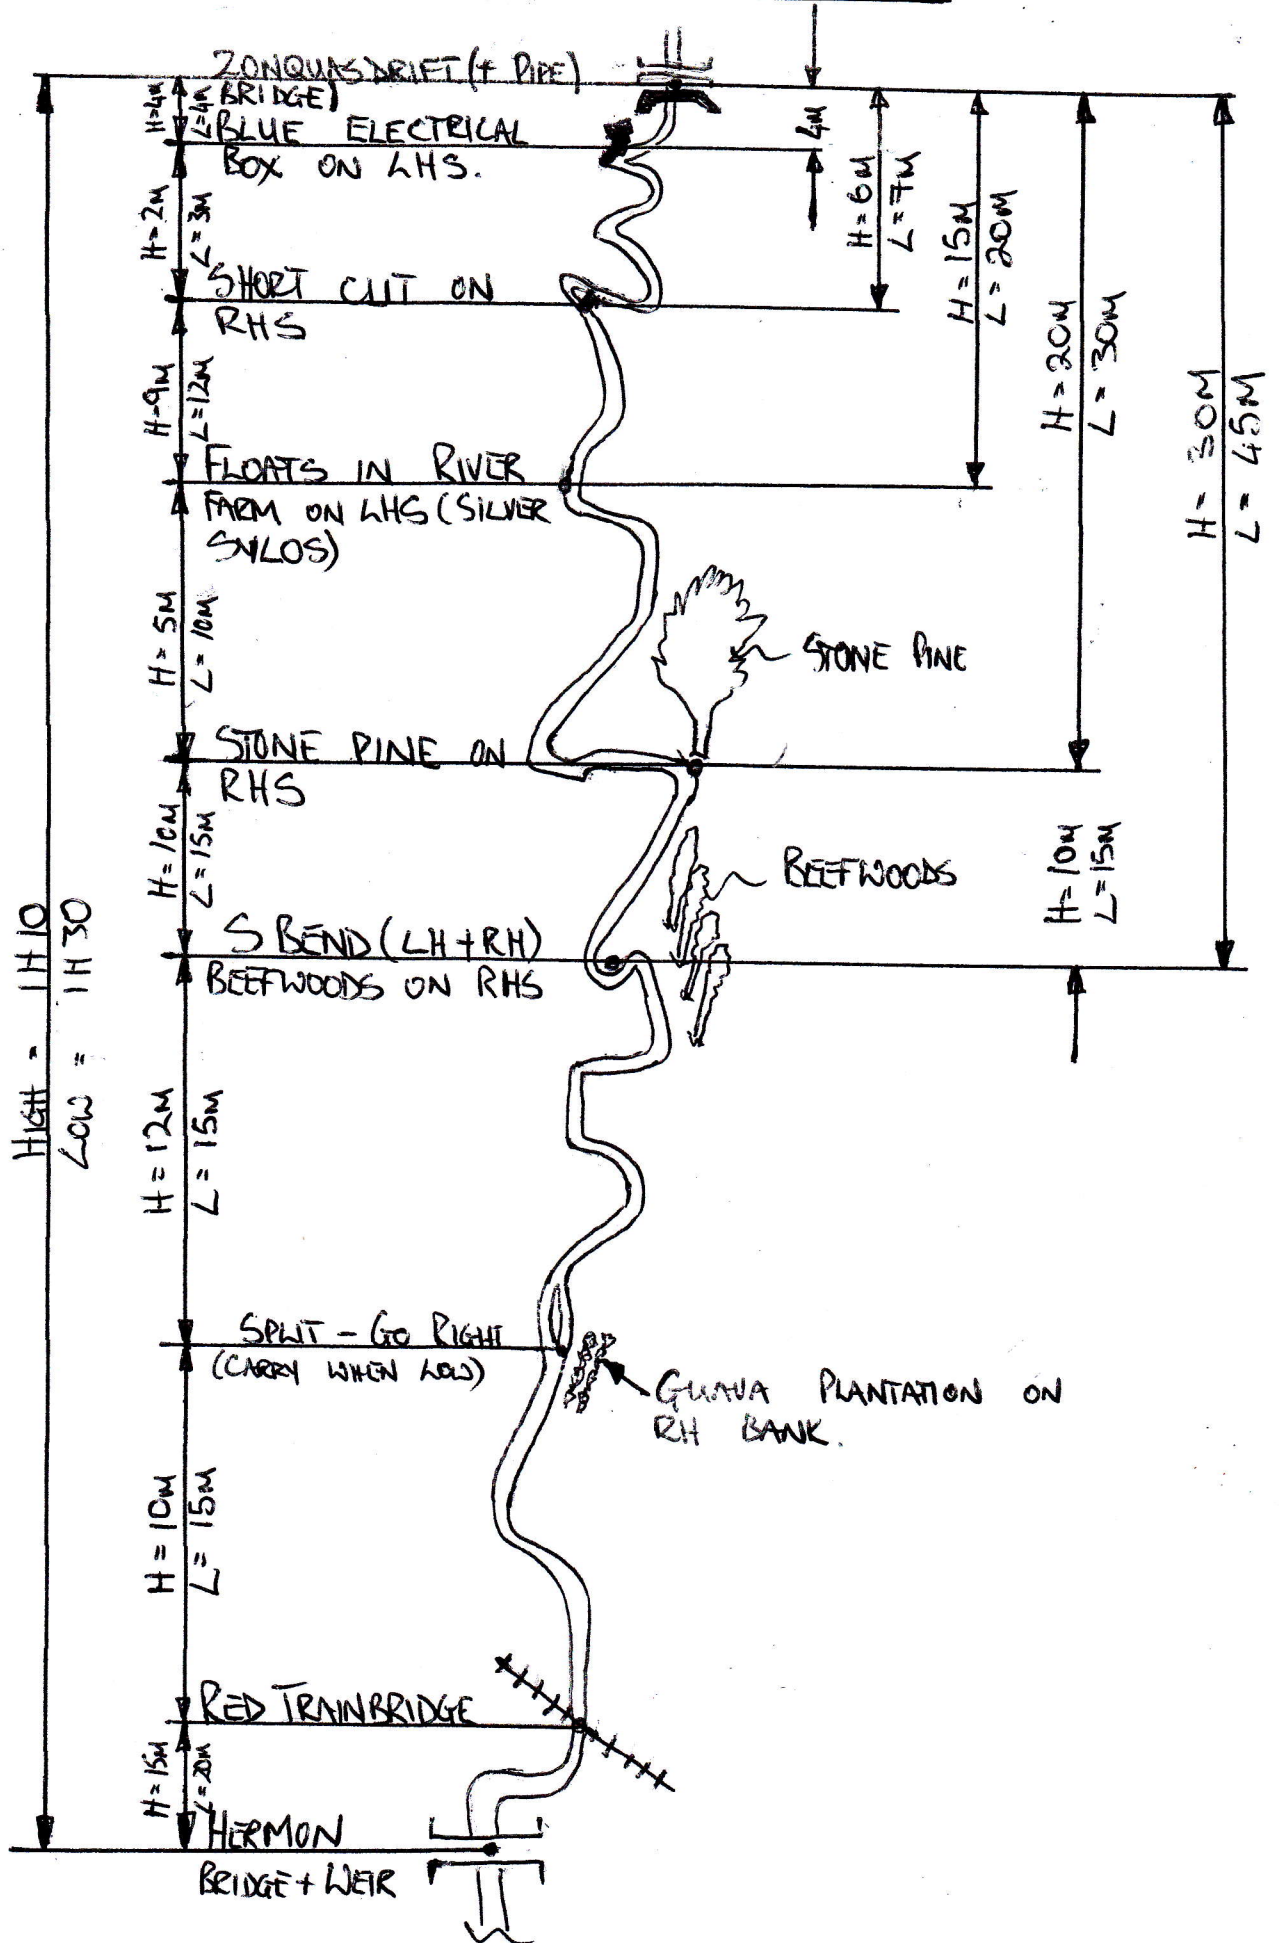 ZONQUASDRIFT (+ PIPE)
BRIDGE)
H=4M
L=4M
BLUE ELECTRICAL
BOX ON LHS.
4M
H=2M
L=3M
H=6M
L=7M
H=15M
L=20M
SHORT CUT ON
RHS
H=20M
L=30M
H=30M
L=45M
H=9M
L=12M
FLOATS IN RIVER
FARM ON LHS (SILVER
SYLOS)
H=5M
L=10M
STONE PINE
STONE PINE ON
RHS
H=10M
L=15M
BEEFWOODS
H=10M
L=15M
S BEND (LH+RH)
BEEFWOODS ON RHS
HIGH = 1H10
LOW = 1H30
H=12M
L=15M
SPLIT - GO RIGHT
(CARRY WHEN LOW)
GUAVA PLANTATION ON
RH BANK.
H=10M
L=15M
RED TRAINBRIDGE
H=15M
L=20M
HERMON
BRIDGE + WEIR